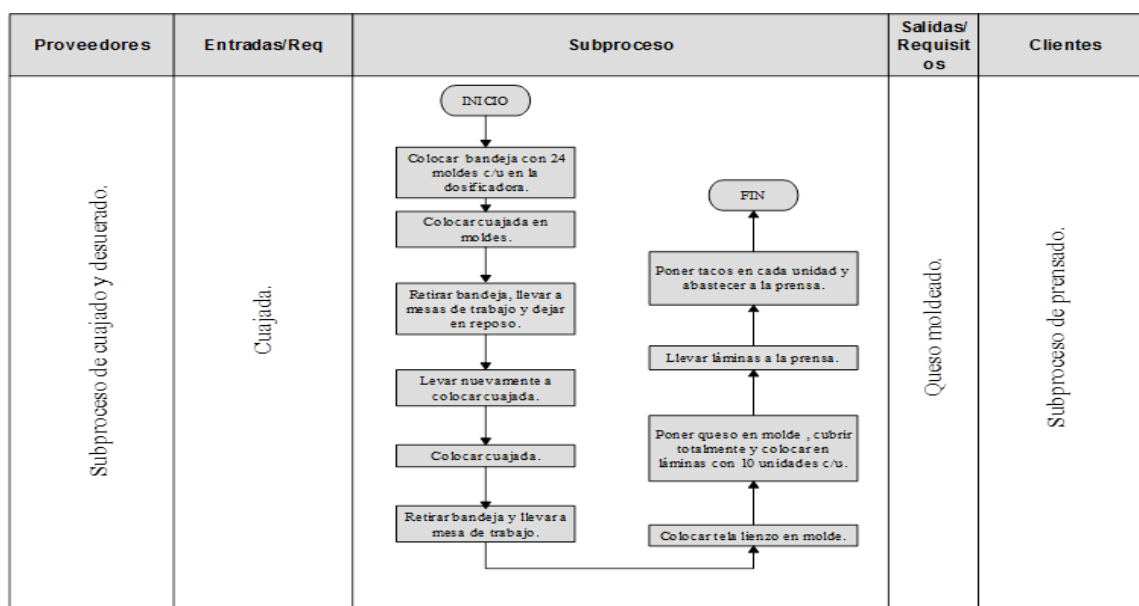 Proveedores
Entradas/Req
Subproceso
Salidas/
Requisit
os
Clientes
Subproceso de cuajado y desuerado.
Cuajada.
INICIO
Colocar bandeja con 24
moldes c/u en la
dosificadora.
Colocar cuajada en
moldes.
Retirar bandeja, llevar a
mesas de trabajo y dejar
en reposo.
Levar nuevamente a
colocar cuajada.
Colocar cuajada.
Retirar bandeja y llevar a
mesa de trabajo.
Colocar tela lienzo en molde.
Poner queso en molde , cubrir
totalmente y colocar en
láminas con 10 unidades c/u.
Llevar láminas a la prensa.
Poner tacos en cada unidad y
abastecer a la prensa.
FIN
Queso moldeado.
Subproceso de prensado.